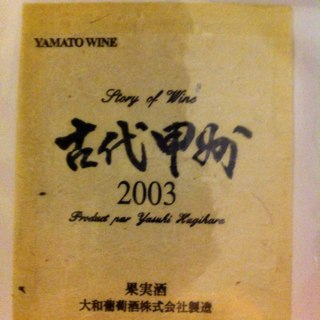 YAMATO WINE
Story of Wine
古代甲州
2003
Product par Yasuki Hagihara
果実酒
大和葡萄酒株式会社製造